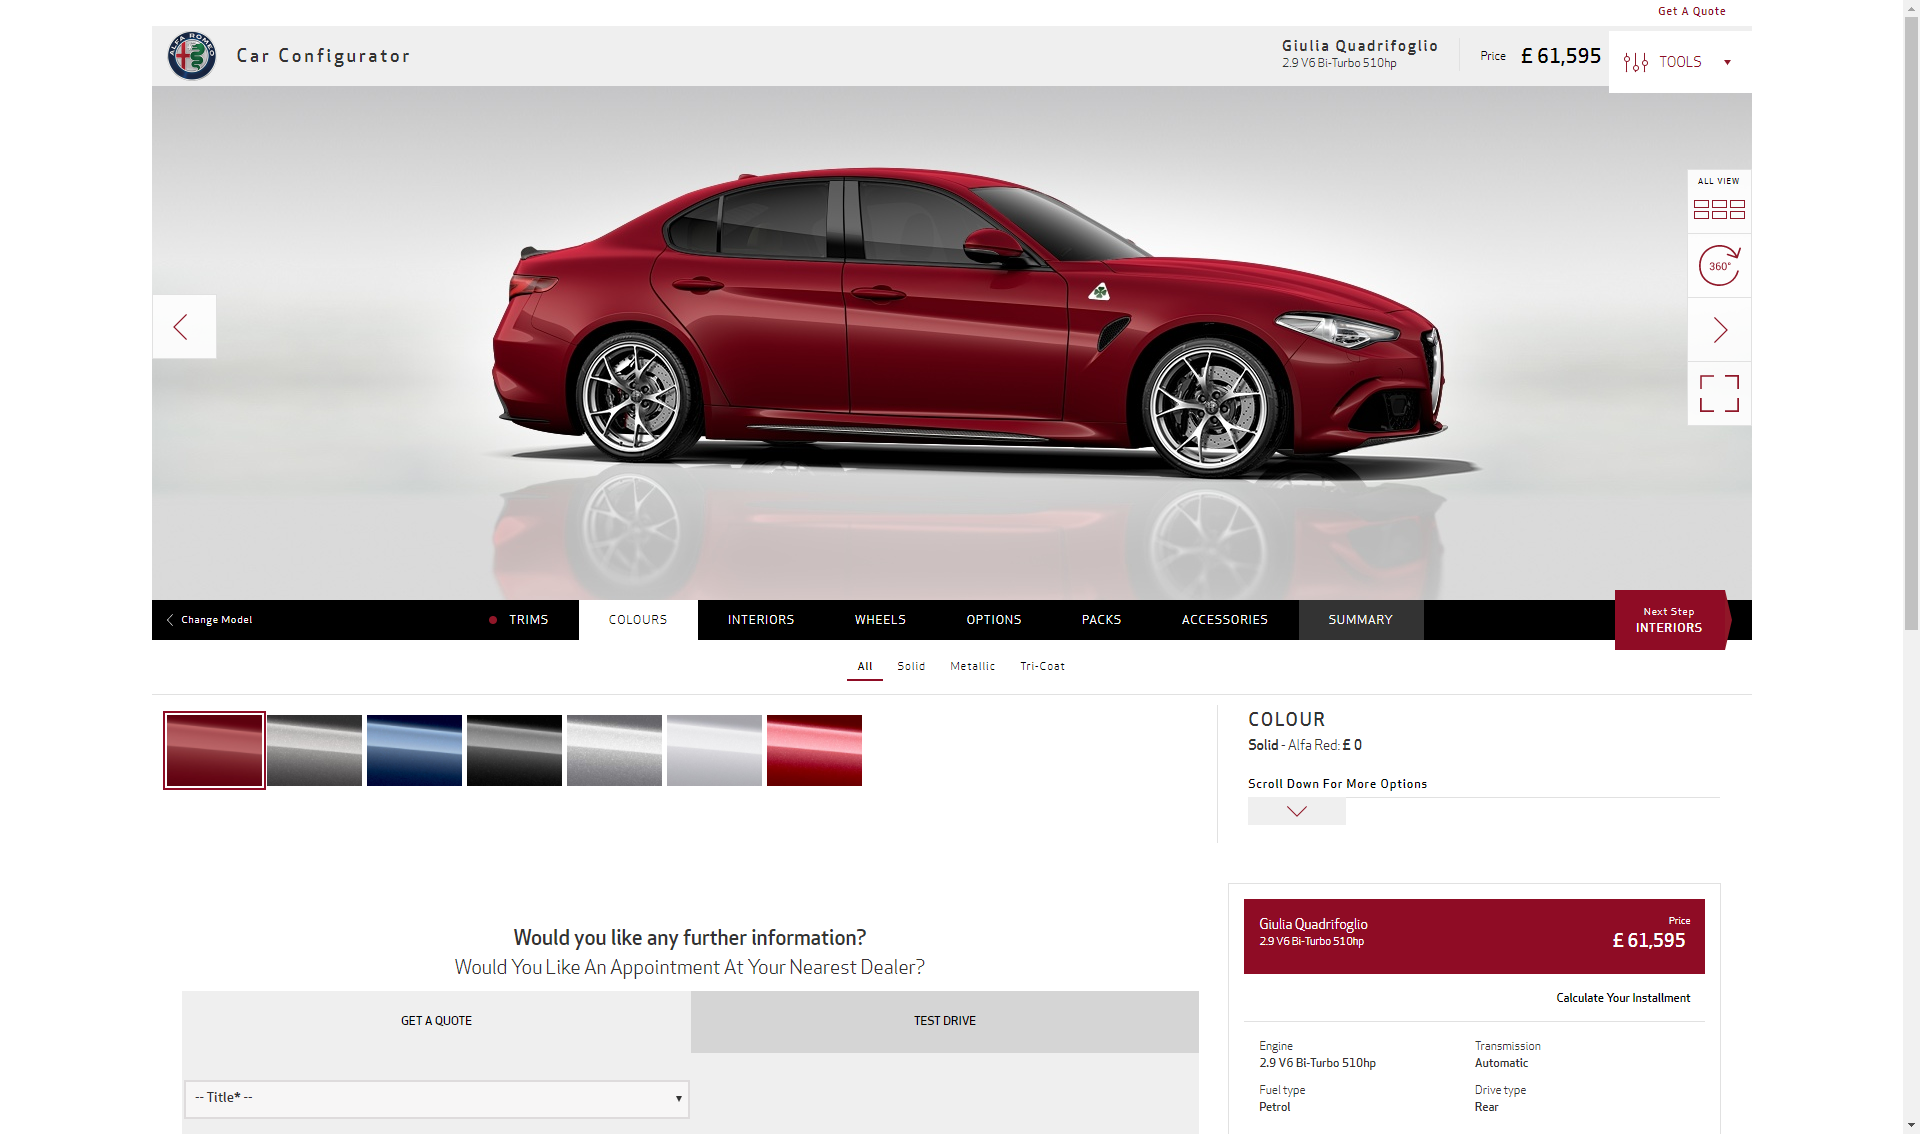 Get A Quote
ALFA ROMEO
Car Configurator
Giulia Quadrifoglio
2.9 V6 Bi-Turbo 510hp
Price £ 61,595
TOOLS
ALL VIEW
360°
Change Model
TRIMS
COLOURS
INTERIORS
WHEELS
OPTIONS
PACKS
ACCESSORIES
SUMMARY
Next Step
INTERIORS
All
Solid
Metallic
Tri-Coat
COLOUR
Solid - Alfa Red: £ 0
Scroll Down For More Options
Would you like any further information?
Would You Like An Appointment At Your Nearest Dealer?
GET A QUOTE
TEST DRIVE
-- Title* --
Giulia Quadrifoglio
2.9 V6 Bi-Turbo 510hp
Price
£ 61,595
Calculate Your Installment
Engine
2.9 V6 Bi-Turbo 510hp
Transmission
Automatic
Fuel type
Petrol
Drive type
Rear